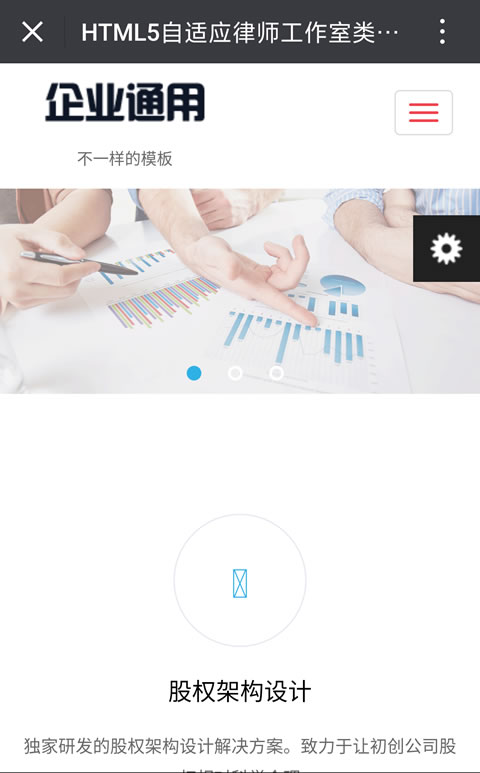 HTML5自适应律师工作室类…
企业通用
不一样的模板
股权架构设计
独家研发的股权架构设计解决方案。致力于让初创公司股